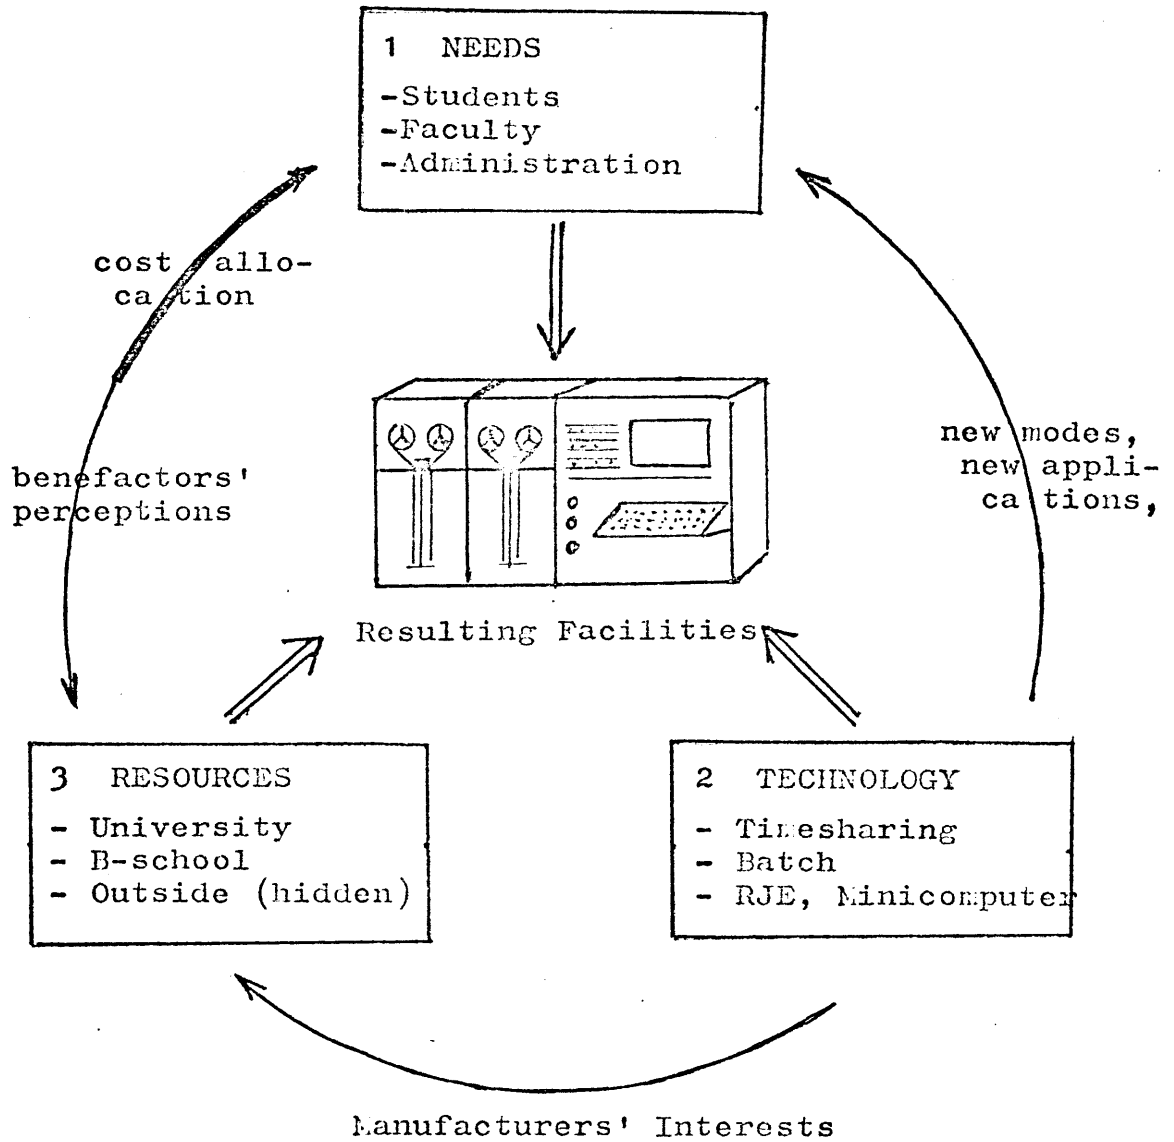 1 NEEDS
-Students
-Faculty
-Administration
cost allo-
cation
new modes,
new appli-
cations,
benefactors'
perceptions
Resulting Facilities
3 RESOURCES
- University
- B-school
- Outside (hidden)
2 TECHNOLOGY
- Timesharing
- Batch
- RJE, Minicomputer
Manufacturers' Interests